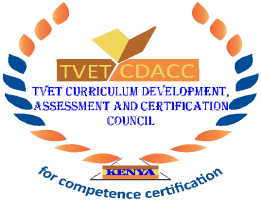 TVET CDACC
TVET CURRICULUM DEVELOPMENT,
ASSESSMENT AND CERTIFICATION
COUNCIL
KENYA
for competence certification